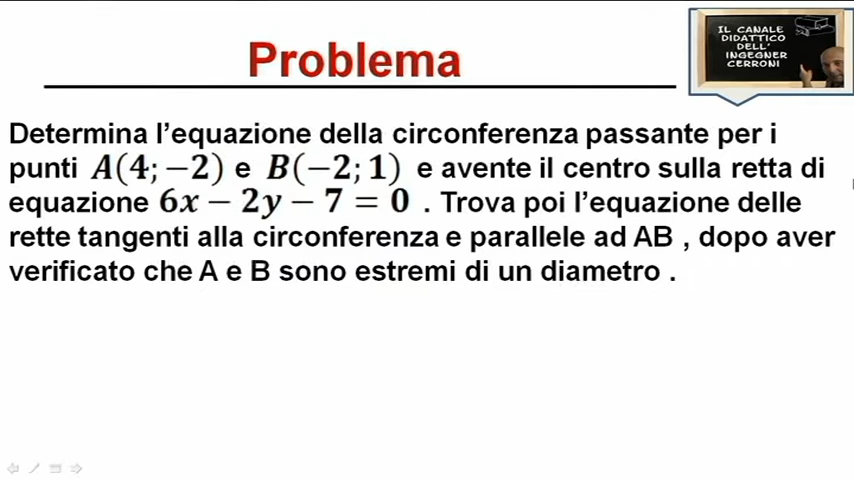 Problema
IL CANALE
DIDATTICO
DELL'
INGEGNER
CERRONI
Determina l'equazione della circonferenza passante per i
punti A(4; −2) e B(−2; 1) e avente il centro sulla retta di
equazione 6x − 2y − 7 = 0 . Trova poi l'equazione delle
rette tangenti alla circonferenza e parallele ad AB , dopo aver
verificato che A e B sono estremi di un diametro .